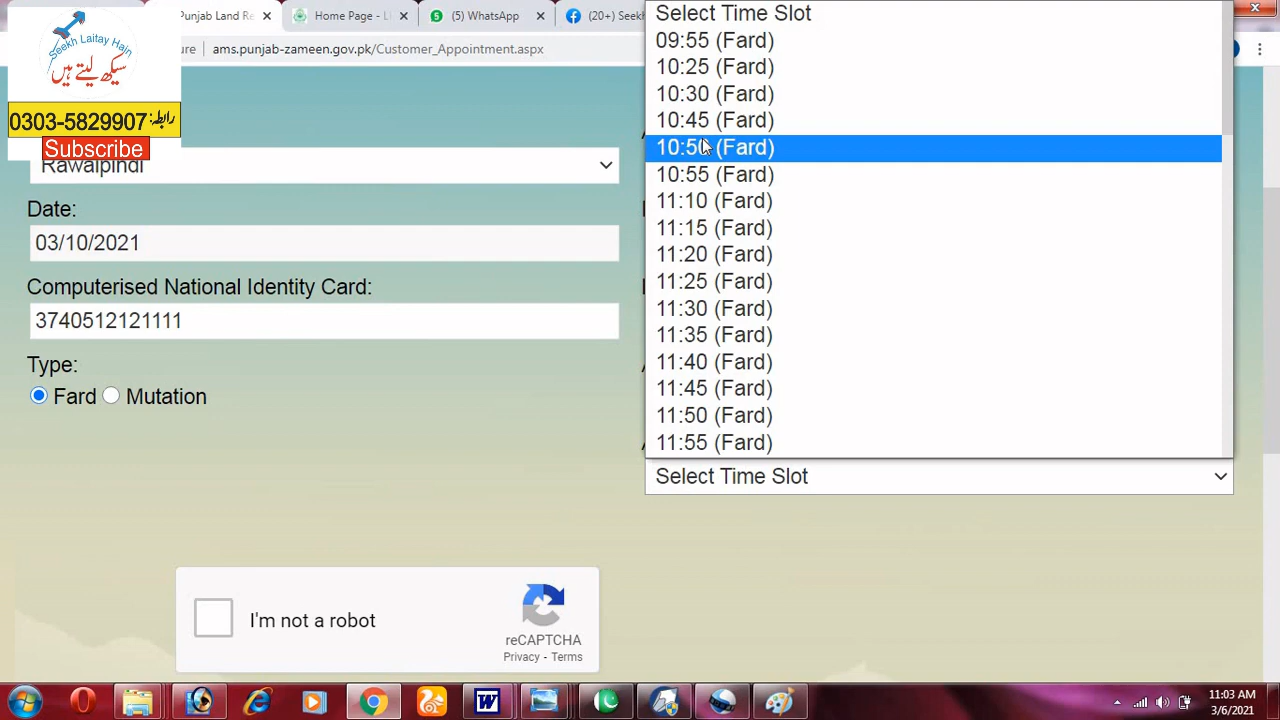 Punjab Land Re
Home Page - L
(5) WhatsApp
(20+) Seekh
ure
ams.punjab-zameen.gov.pk/Customer_Appointment.aspx
Seekh Laitay Hain
سیکھ لیتے ہیں
رابطہ: 0303-5829907
Subscribe
Rawalpindi
Date:
03/10/2021
Computerised National Identity Card:
3740512121111
Type:
Fard
Mutation
Select Time Slot
09:55 (Fard)
10:25 (Fard)
10:30 (Fard)
10:45 (Fard)
10:50 (Fard)
10:55 (Fard)
11:10 (Fard)
11:15 (Fard)
11:20 (Fard)
11:25 (Fard)
11:30 (Fard)
11:35 (Fard)
11:40 (Fard)
11:45 (Fard)
11:50 (Fard)
11:55 (Fard)
Select Time Slot
I'm not a robot
reCAPTCHA
Privacy - Terms
11:03 AM
3/6/2021